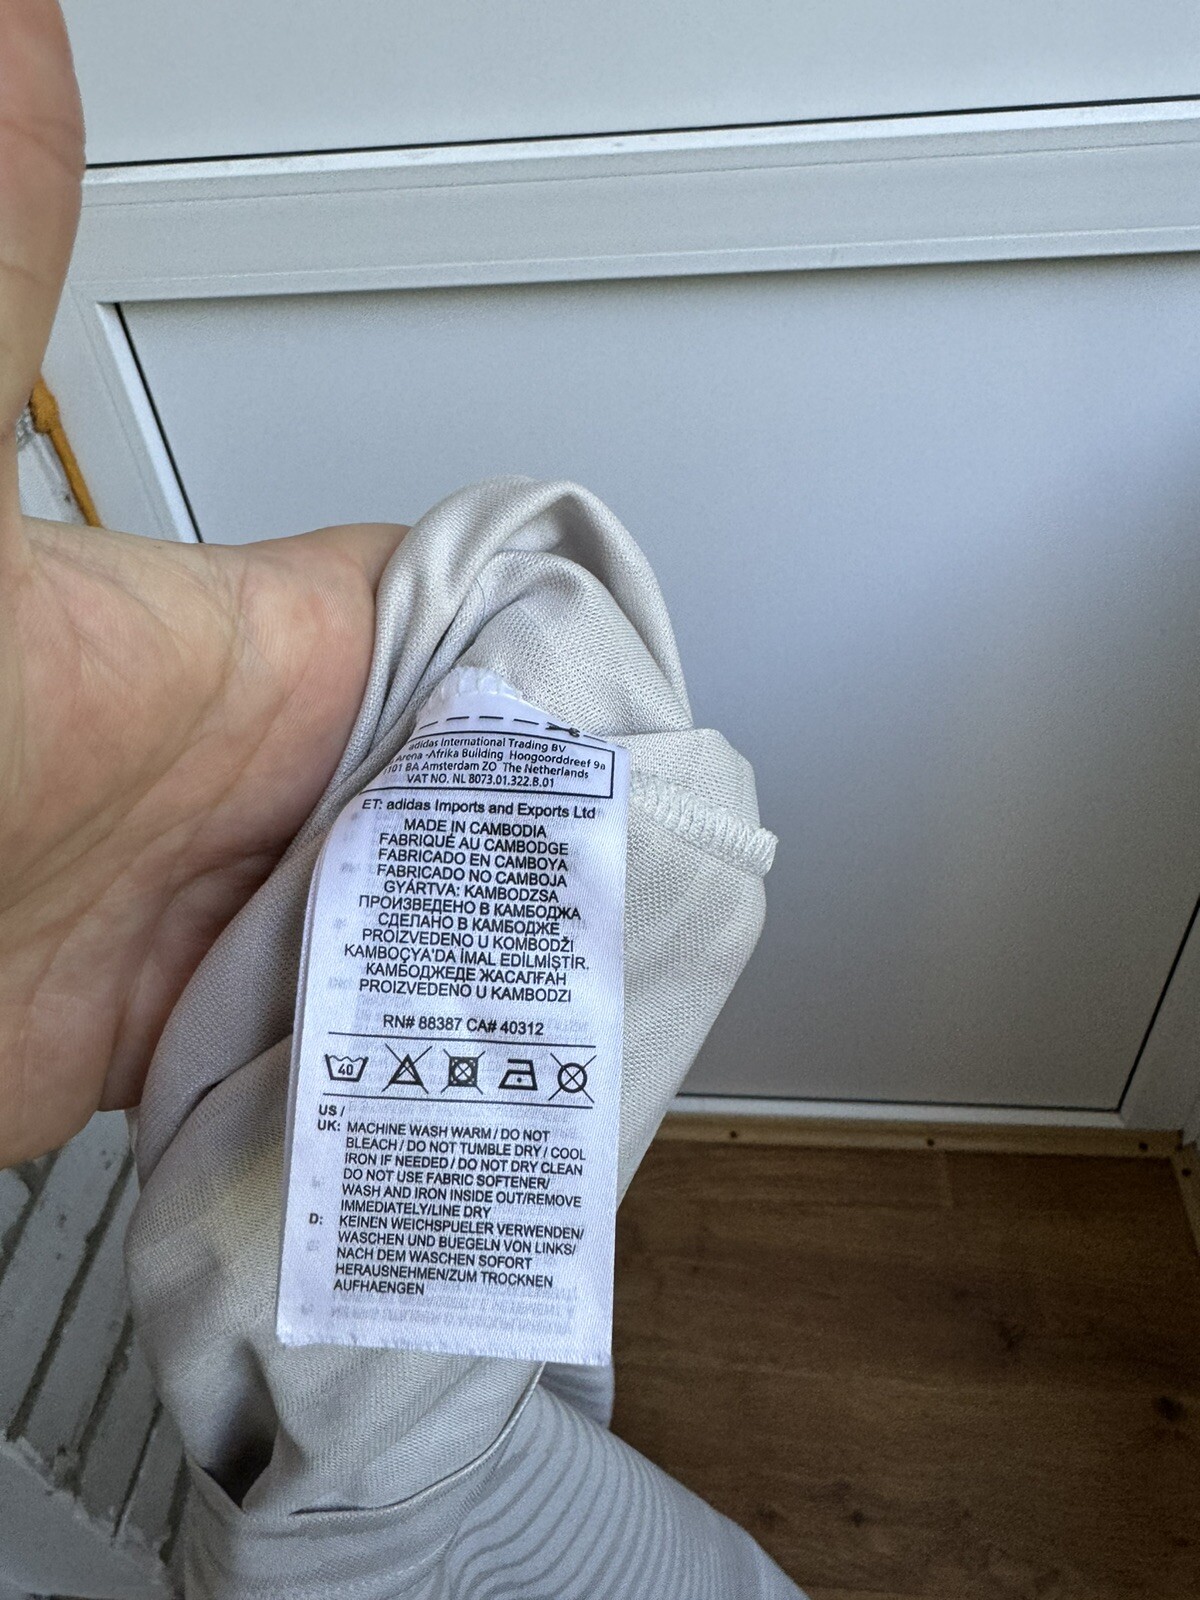 adidas International Trading BV
Arena -Afrika Building Hoogoorddreef 9a
1101 BA Amsterdam ZO The Netherlands
VAT NO. NL 8073.01.322.B.01
ET: adidas Imports and Exports Ltd
MADE IN CAMBODIA
FABRIQUÉ AU CAMBODGE
FABRICADO EN CAMBOYA
FABRICADO NO CAMBOJA
GYÁRTVA: KAMBODZSA
ПРОИЗВЕДЕНО В КАМБОДЖА
СДЕЛАНО В КАМБОДЖЕ
PROIZVEDENO U KOMBODŽI
KAMBOÇYA'DA İMAL EDİLMİŞTİR.
КАМБОДЖЕДЕ ЖАСАЛҒАН
PROIZVEDENO U KAMBODZI
RN# 88387 CA# 40312
40
US /
UK: MACHINE WASH WARM / DO NOT
BLEACH / DO NOT TUMBLE DRY / COOL
IRON IF NEEDED / DO NOT DRY CLEAN
DO NOT USE FABRIC SOFTENER/
WASH AND IRON INSIDE OUT/REMOVE
IMMEDIATELY/LINE DRY
D: KEINEN WEICHSPUELER VERWENDEN/
WASCHEN UND BUEGELN VON LINKS/
NACH DEM WASCHEN SOFORT
HERAUSNEHMEN/ZUM TROCKNEN
AUFHAENGEN